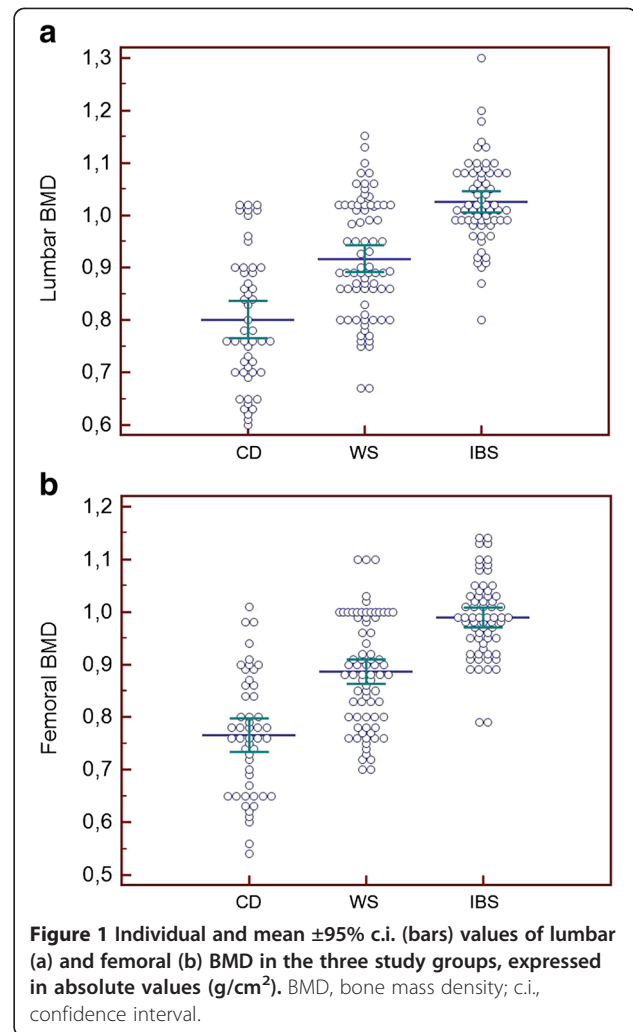 a
1,3
1,2
1,1
1,0
0,9
0,8
0,7
0,6
Lumbar BMD
CD WS IBS
b
1,2
1,1
1,0
0,9
0,8
0,7
0,6
0,5
Femoral BMD
CD WS IBS
Figure 1 Individual and mean ±95% c.i. (bars) values of lumbar
(a) and femoral (b) BMD in the three study groups, expressed
in absolute values (g/cm²). BMD, bone mass density; c.i.,
confidence interval.